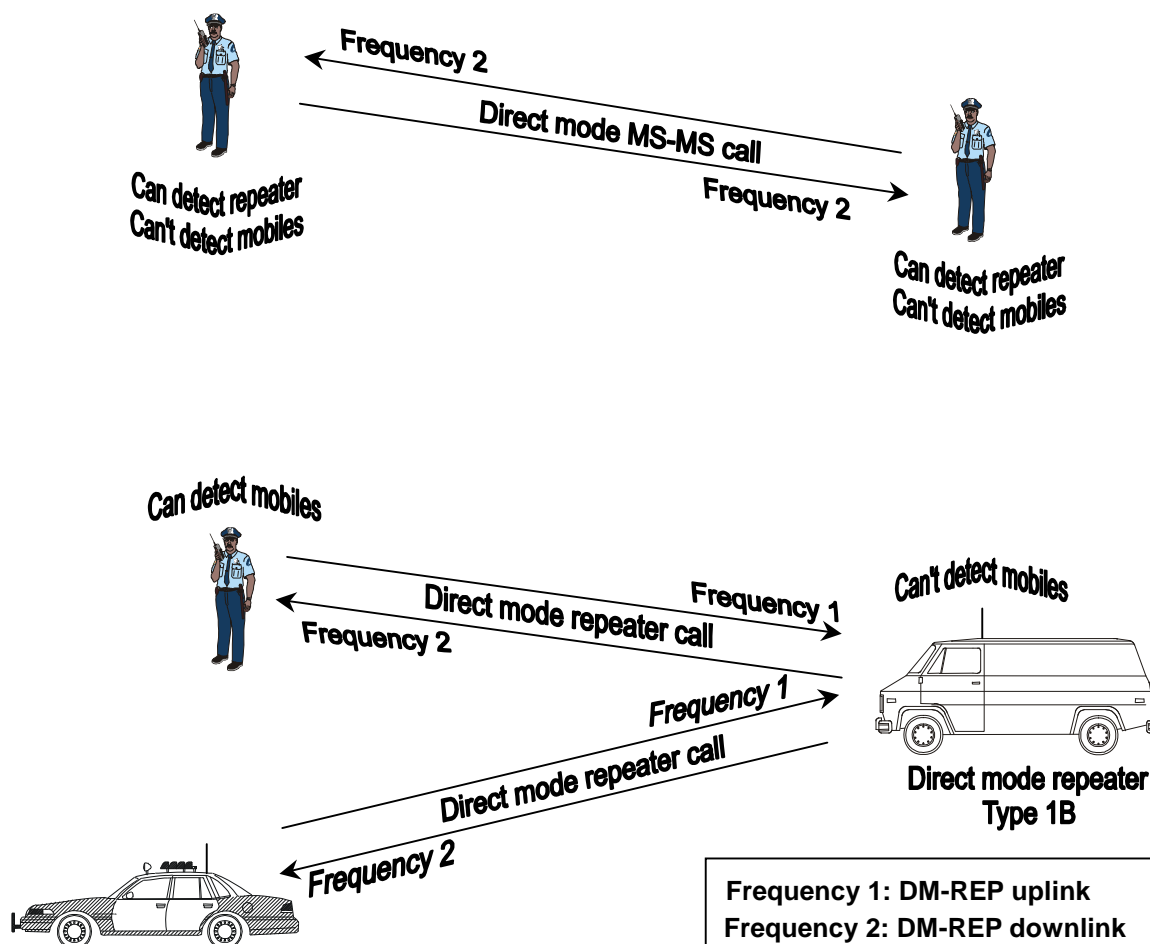 Frequency 2
Direct mode MS-MS call
Frequency 2
Can detect repeater
Can't detect mobiles
Can detect repeater
Can't detect mobiles
Can detect mobiles
Can't detect mobiles
Frequency 1
Direct mode repeater call
Frequency 2
Frequency 1
Direct mode repeater call
Frequency 2
Direct mode repeater
Type 1B
Frequency 1: DM-REP uplink
Frequency 2: DM-REP downlink